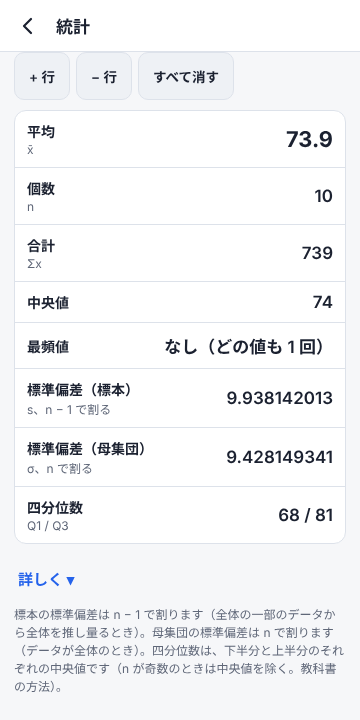 統計
+ 行
− 行
すべて消す
平均
73.9
x̄
個数
10
n
合計
739
Σx
中央値
74
最頻値
なし（どの値も 1 回）
標準偏差（標本）
9.938142013
s、n − 1 で割る
標準偏差（母集団）
9.428149341
σ、n で割る
四分位数
68 / 81
Q1 / Q3
詳しく ▾
標本の標準偏差は n − 1 で割ります（全体の一部のデータか
ら全体を推し量るとき）。母集団の標準偏差は n で割ります
（データが全体のとき）。四分位数は、下半分と上半分のそれ
ぞれの中央値です（n が奇数のときは中央値を除く。教科書
の方法）。